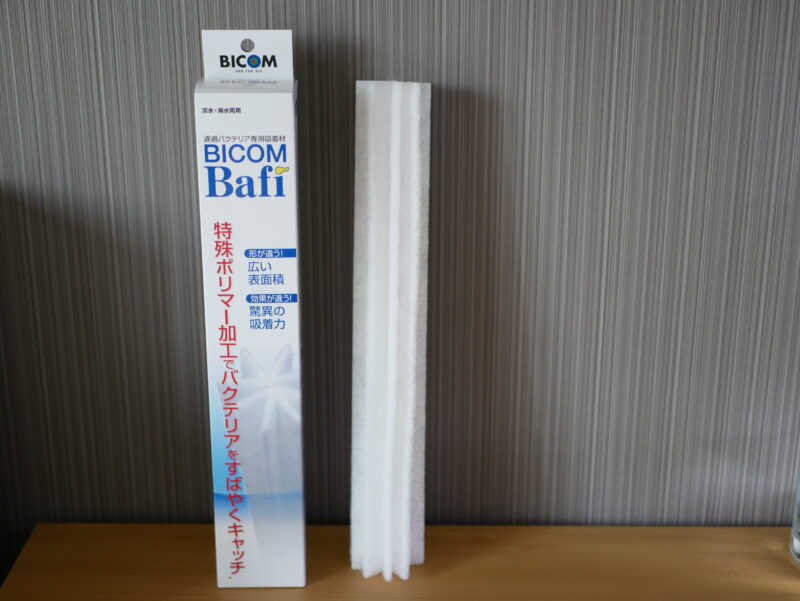 BICOM
BICOM
淡水・海水両用
濾過バクテリア専用吸着材
BICOM
Bafi
特殊ポリマー加工でバクテリアをすばやくキャッチ
形が違う!
広い
表面積
効果が違う!
驚異の
吸着力